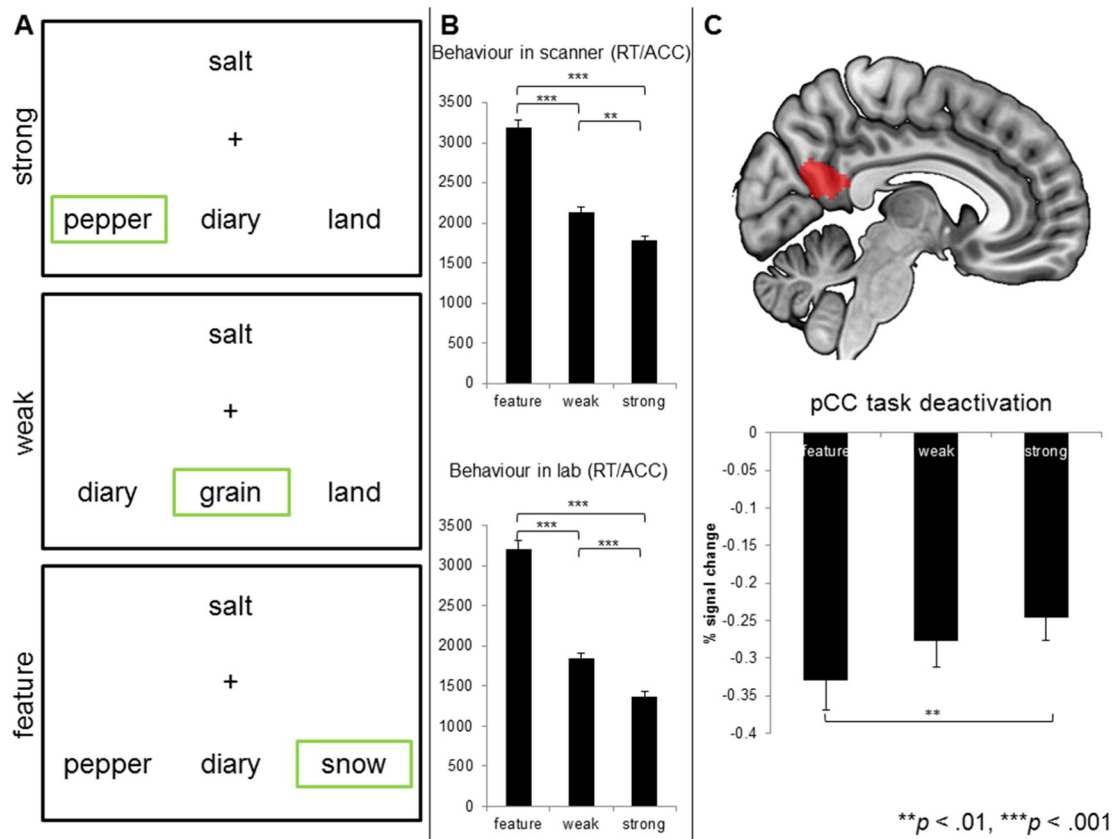 A
strong
salt
+
pepper diary land
weak
salt
+
diary grain land
feature
salt
+
pepper diary snow
B
Behaviour in scanner (RT/ACC)
***
***
**
3500
3000
2500
2000
1500
1000
500
0
feature weak strong
Behaviour in lab (RT/ACC)
***
***
***
3500
3000
2500
2000
1500
1000
500
0
feature weak strong
C
pCC task deactivation
% signal change
0
-0.05
-0.1
-0.15
-0.2
-0.25
-0.3
-0.35
-0.4
feature weak strong
**
**p < .01, ***p < .001